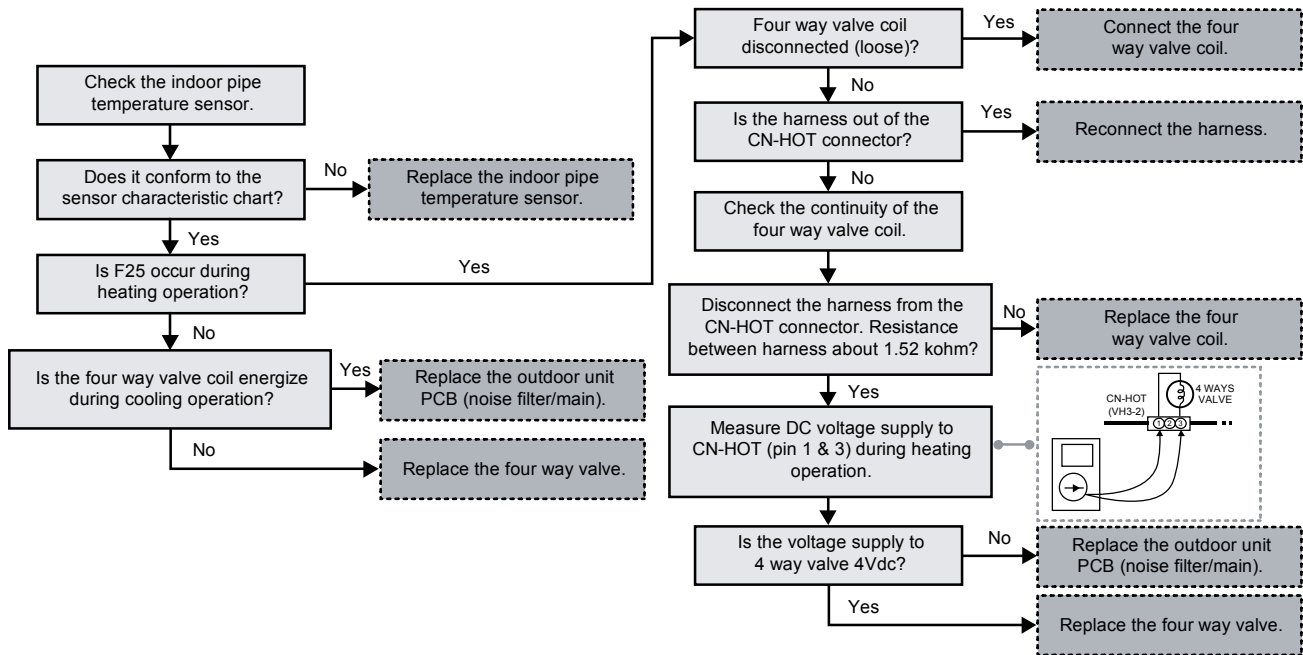 Check the indoor pipe
temperature sensor.
Does it conform to the
sensor characteristic chart?
No
Replace the indoor pipe
temperature sensor.
Yes
Is F25 occur during
heating operation?
Yes
No
Is the four way valve coil energize
during cooling operation?
Yes
Replace the outdoor unit
PCB (noise filter/main).
No
Replace the four way valve.
Four way valve coil
disconnected (loose)?
Yes
Connect the four
way valve coil.
No
Is the harness out of the
CN-HOT connector?
Yes
Reconnect the harness.
No
Check the continuity of the
four way valve coil.
Disconnect the harness from the
CN-HOT connector. Resistance
between harness about 1.52 kohm?
No
Replace the four
way valve coil.
Yes
Measure DC voltage supply to
CN-HOT (pin 1 & 3) during heating
operation.
4 WAYS
VALVE
CN-HOT
(VH3-2)
1 2 3
Is the voltage supply to
4 way valve 4Vdc?
No
Replace the outdoor unit
PCB (noise filter/main).
Yes
Replace the four way valve.